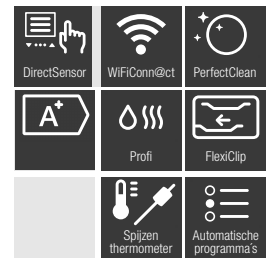 DirectSensor
WiFiConn@ct
PerfectClean
A+
Profi
FlexiClip
Spijzen
thermometer
Automatische
programma's